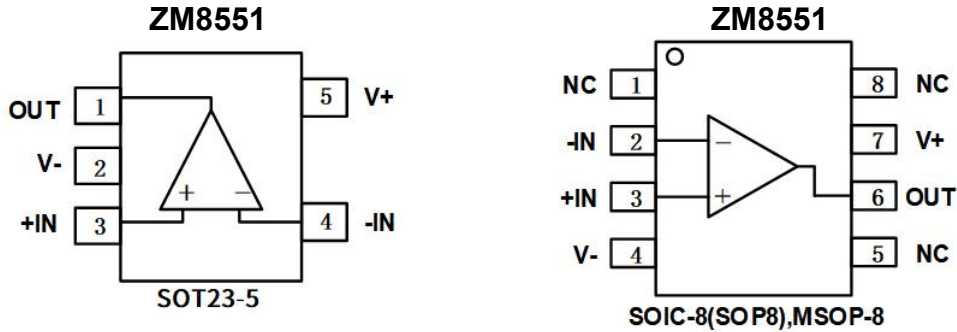 ZM8551
OUT 1
5 V+
V- 2
+ −
+IN 3
4 -IN
SOT23-5
ZM8551
NC 1
8 NC
-IN 2
−
7 V+
+IN 3
+
6 OUT
V- 4
5 NC
SOIC-8(SOP8),MSOP-8